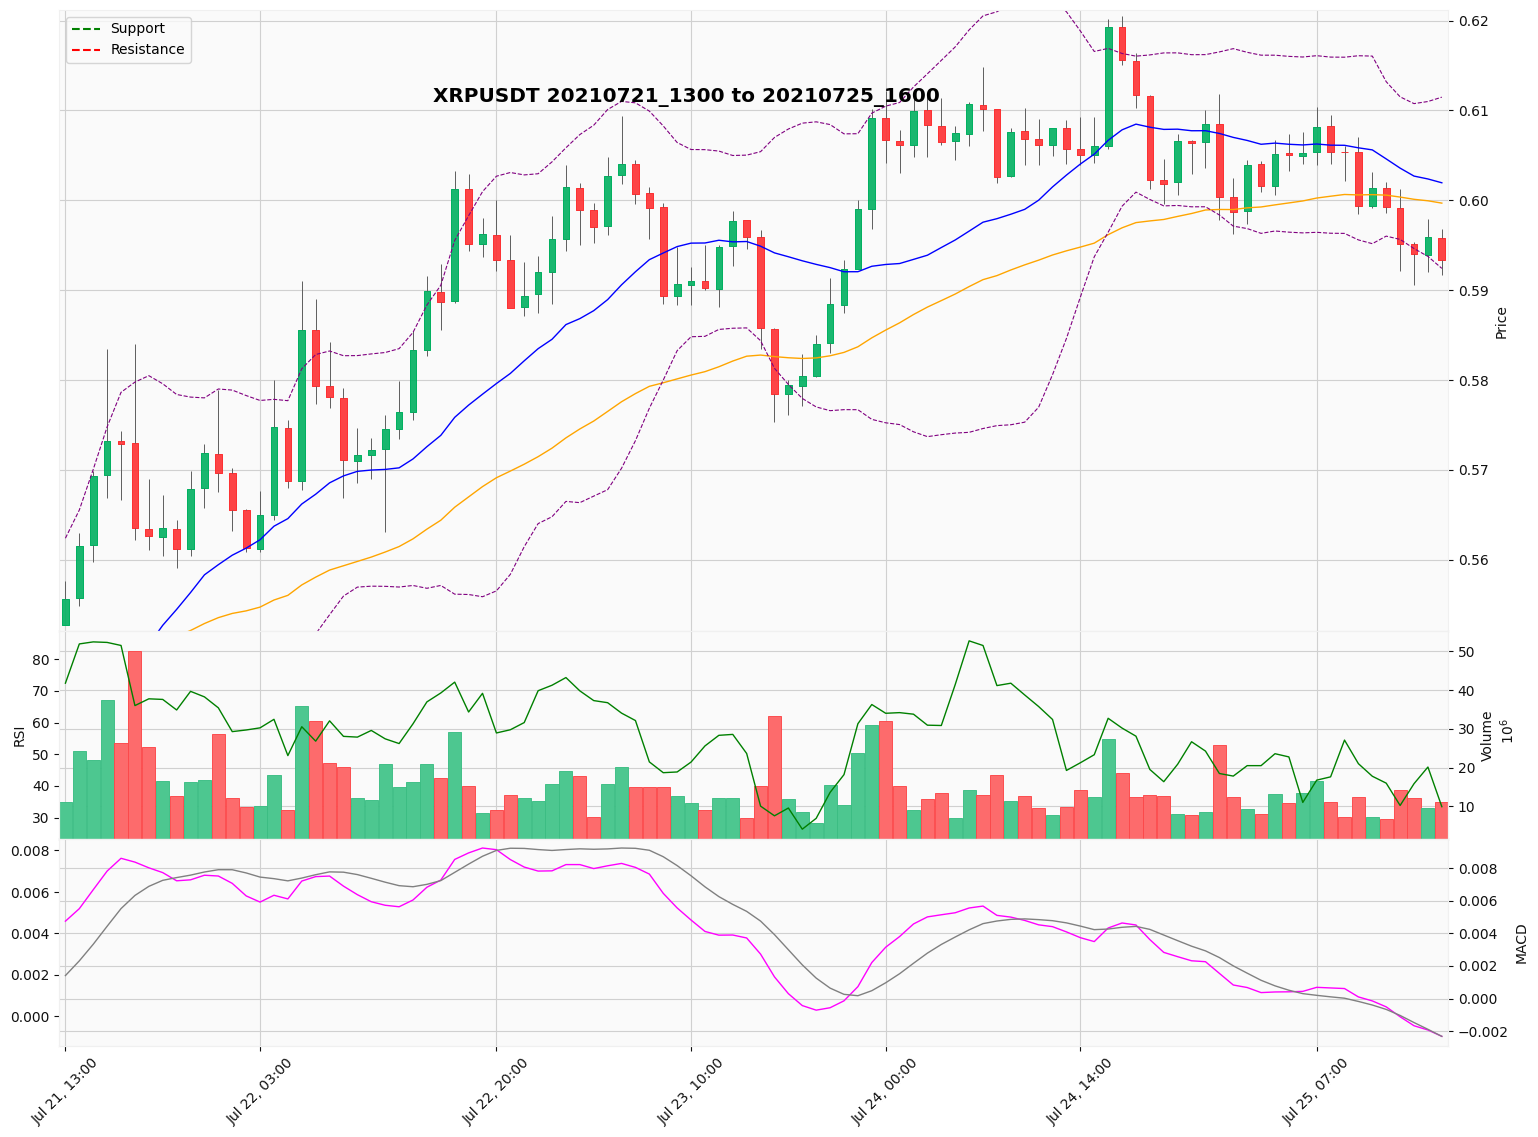 Support
Resistance
XRPUSDT 20210721_1300 to 20210725_1600
0.62
0.61
0.60
0.59
0.58
0.57
0.56
Price
80
70
60
50
40
30
RSI
50
40
30
20
10
Volume
10^6
0.008
0.006
0.004
0.002
0.000
0.008
0.006
0.004
0.002
0.000
−0.002
MACD
Jul 21, 13:00
Jul 22, 03:00
Jul 22, 20:00
Jul 23, 10:00
Jul 24, 00:00
Jul 24, 14:00
Jul 25, 07:00